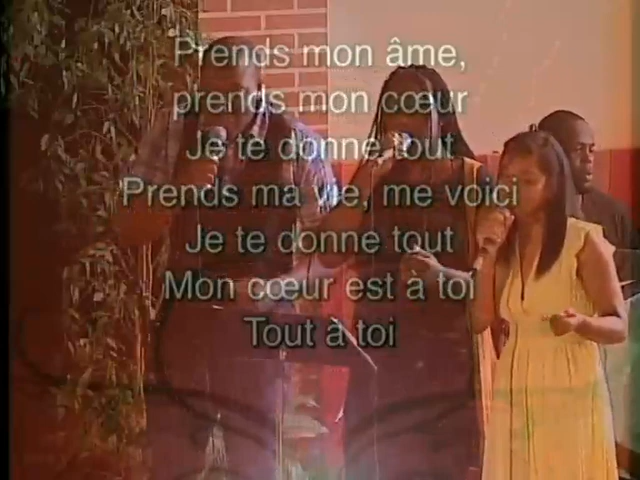 Prends mon âme,
prends mon cœur
Je te donne tout
Prends ma vie, me voici
Je te donne tout
Mon cœur est à toi
Tout à toi